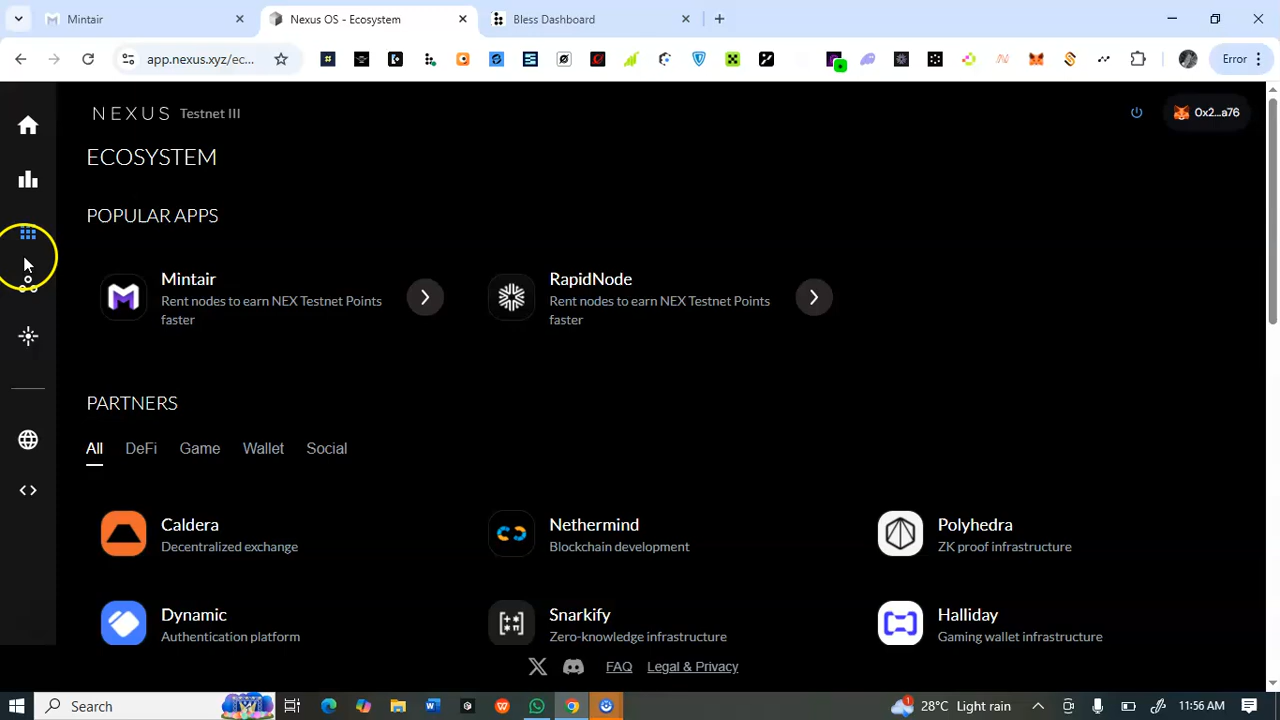 Mintair
Nexus OS - Ecosystem
Bless Dashboard
app.nexus.xyz/ec...
Error
NEXUS Testnet III
0x2...a76
ECOSYSTEM
POPULAR APPS
Mintair
Rent nodes to earn NEX Testnet Points
faster
RapidNode
Rent nodes to earn NEX Testnet Points
faster
PARTNERS
All DeFi Game Wallet Social
Caldera
Decentralized exchange
Nethermind
Blockchain development
Polyhedra
ZK proof infrastructure
Dynamic
Authentication platform
Snarkify
Zero-knowledge infrastructure
Halliday
Gaming wallet infrastructure
FAQ Legal & Privacy
Search
1
28°C Light rain
11:56 AM